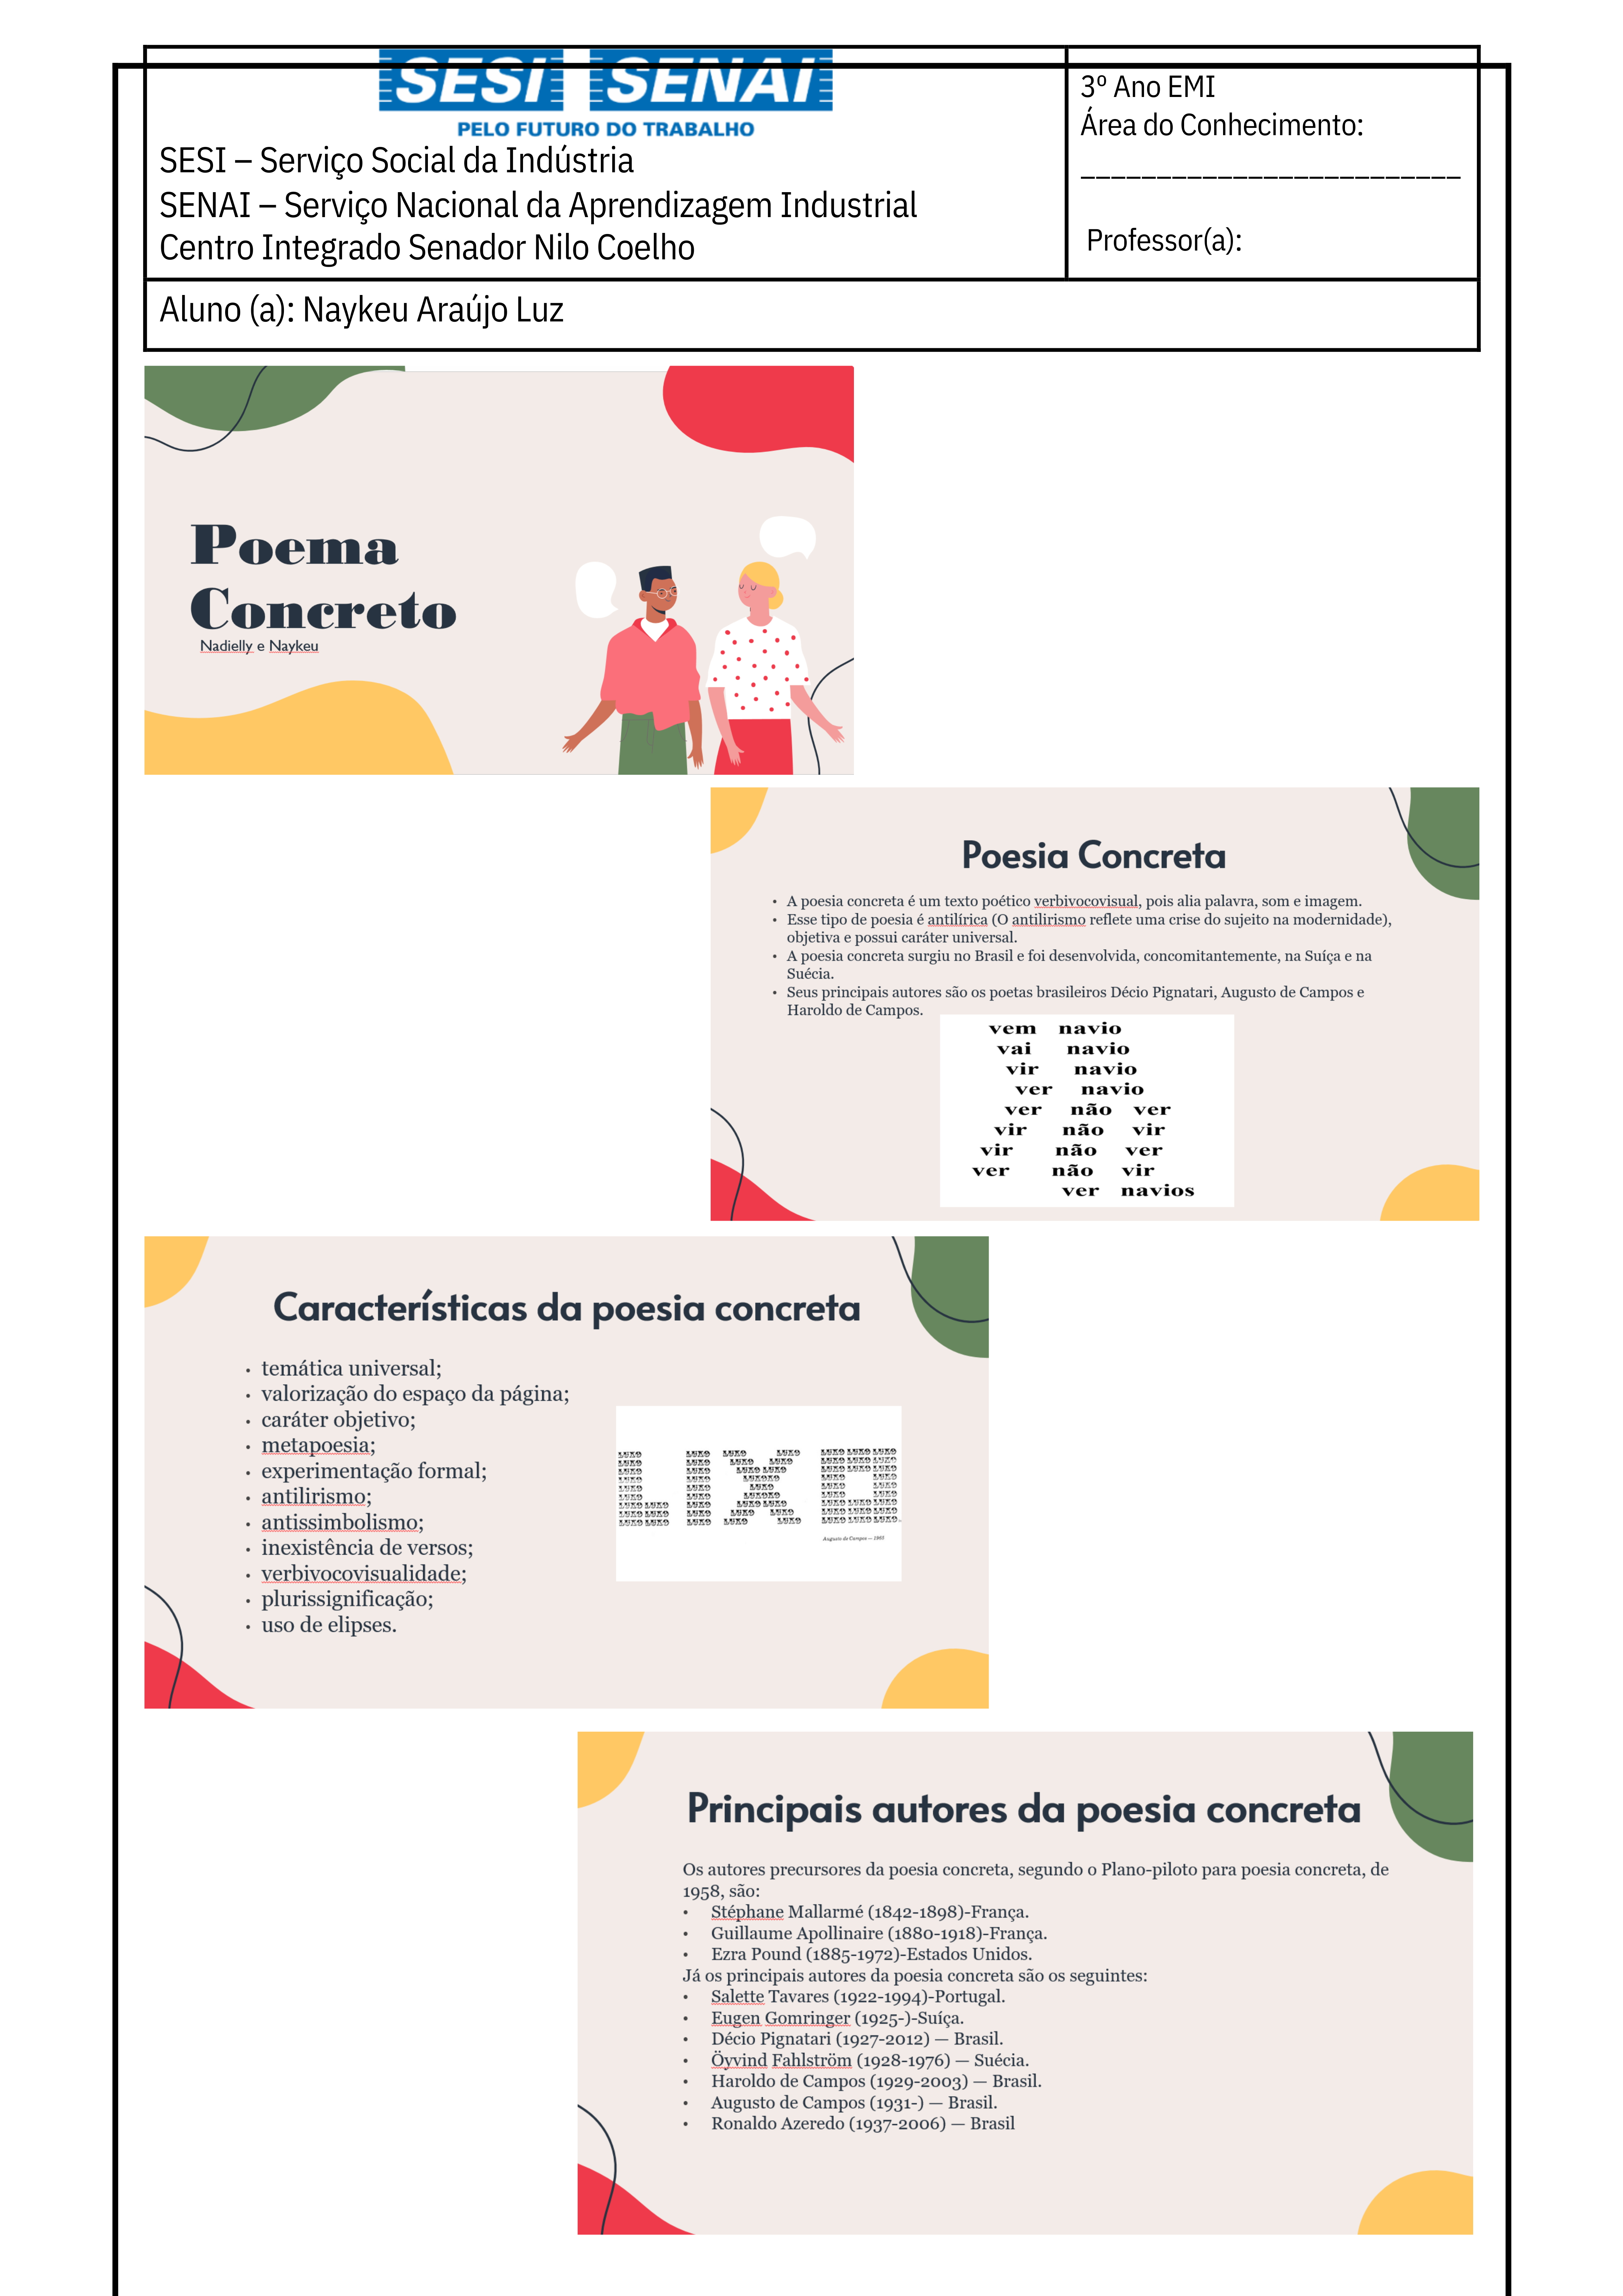 SESI SENAI
PELO FUTURO DO TRABALHO
SESI – Serviço Social da Indústria
SENAI – Serviço Nacional da Aprendizagem Industrial
Centro Integrado Senador Nilo Coelho
3º Ano EMI
Área do Conhecimento:
_________________________
Professor(a):
Aluno (a): Naykeu Araújo Luz
Poema
Concreto
Nadielly e Naykeu
Poesia Concreta
• A poesia concreta é um texto poético verbivocovisual, pois alia palavra, som e imagem.
• Esse tipo de poesia é antilírica (O antilirismo reflete uma crise do sujeito na modernidade),
objetiva e possui caráter universal.
• A poesia concreta surgiu no Brasil e foi desenvolvida, concomitantemente, na Suíça e na
Suécia.
• Seus principais autores são os poetas brasileiros Décio Pignatari, Augusto de Campos e
Haroldo de Campos.
vem navio
vai navio
vir navio
ver navio
ver não ver
vir não vir
vir não ver
ver não vir
ver navios
Características da poesia concreta
• temática universal;
• valorização do espaço da página;
• caráter objetivo;
• metapoesia;
• experimentação formal;
• antilirismo;
• antissimbolismo;
• inexistência de versos;
• verbivocovisualidade;
• plurissignificação;
• uso de elipses.
LIXO
Augusto de Campos — 1965
Principais autores da poesia concreta
Os autores precursores da poesia concreta, segundo o Plano-piloto para poesia concreta, de
1958, são:
• Stéphane Mallarmé (1842-1898)-França.
• Guillaume Apollinaire (1880-1918)-França.
• Ezra Pound (1885-1972)-Estados Unidos.
Já os principais autores da poesia concreta são os seguintes:
• Salette Tavares (1922-1994)-Portugal.
• Eugen Gomringer (1925-)-Suíça.
• Décio Pignatari (1927-2012) — Brasil.
• Öyvind Fahlström (1928-1976) — Suécia.
• Haroldo de Campos (1929-2003) — Brasil.
• Augusto de Campos (1931-) — Brasil.
• Ronaldo Azeredo (1937-2006) — Brasil